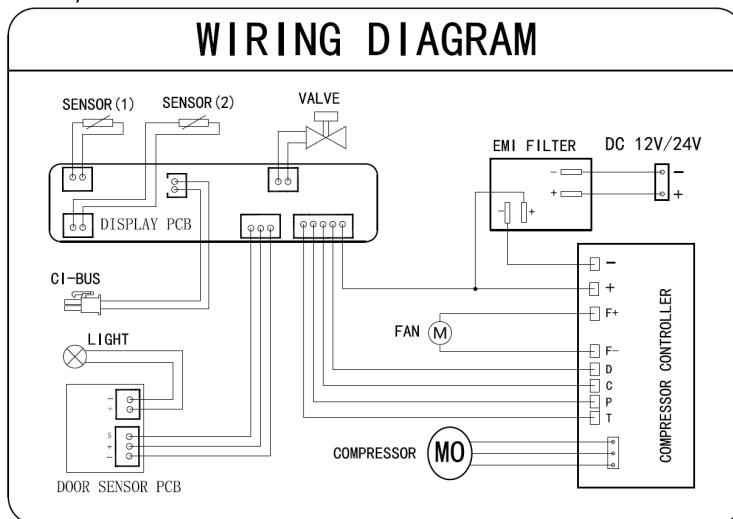 WIRING DIAGRAM
SENSOR(1)
SENSOR(2)
VALVE
EMI FILTER
DC 12V/24V
-
+
-
+
-
+
DISPLAY PCB
CI-BUS
LIGHT
-
+
S
+
-
DOOR SENSOR PCB
FAN
M
COMPRESSOR
MO
-
+
F+
F-
D
C
P
T
COMPRESSOR CONTROLLER